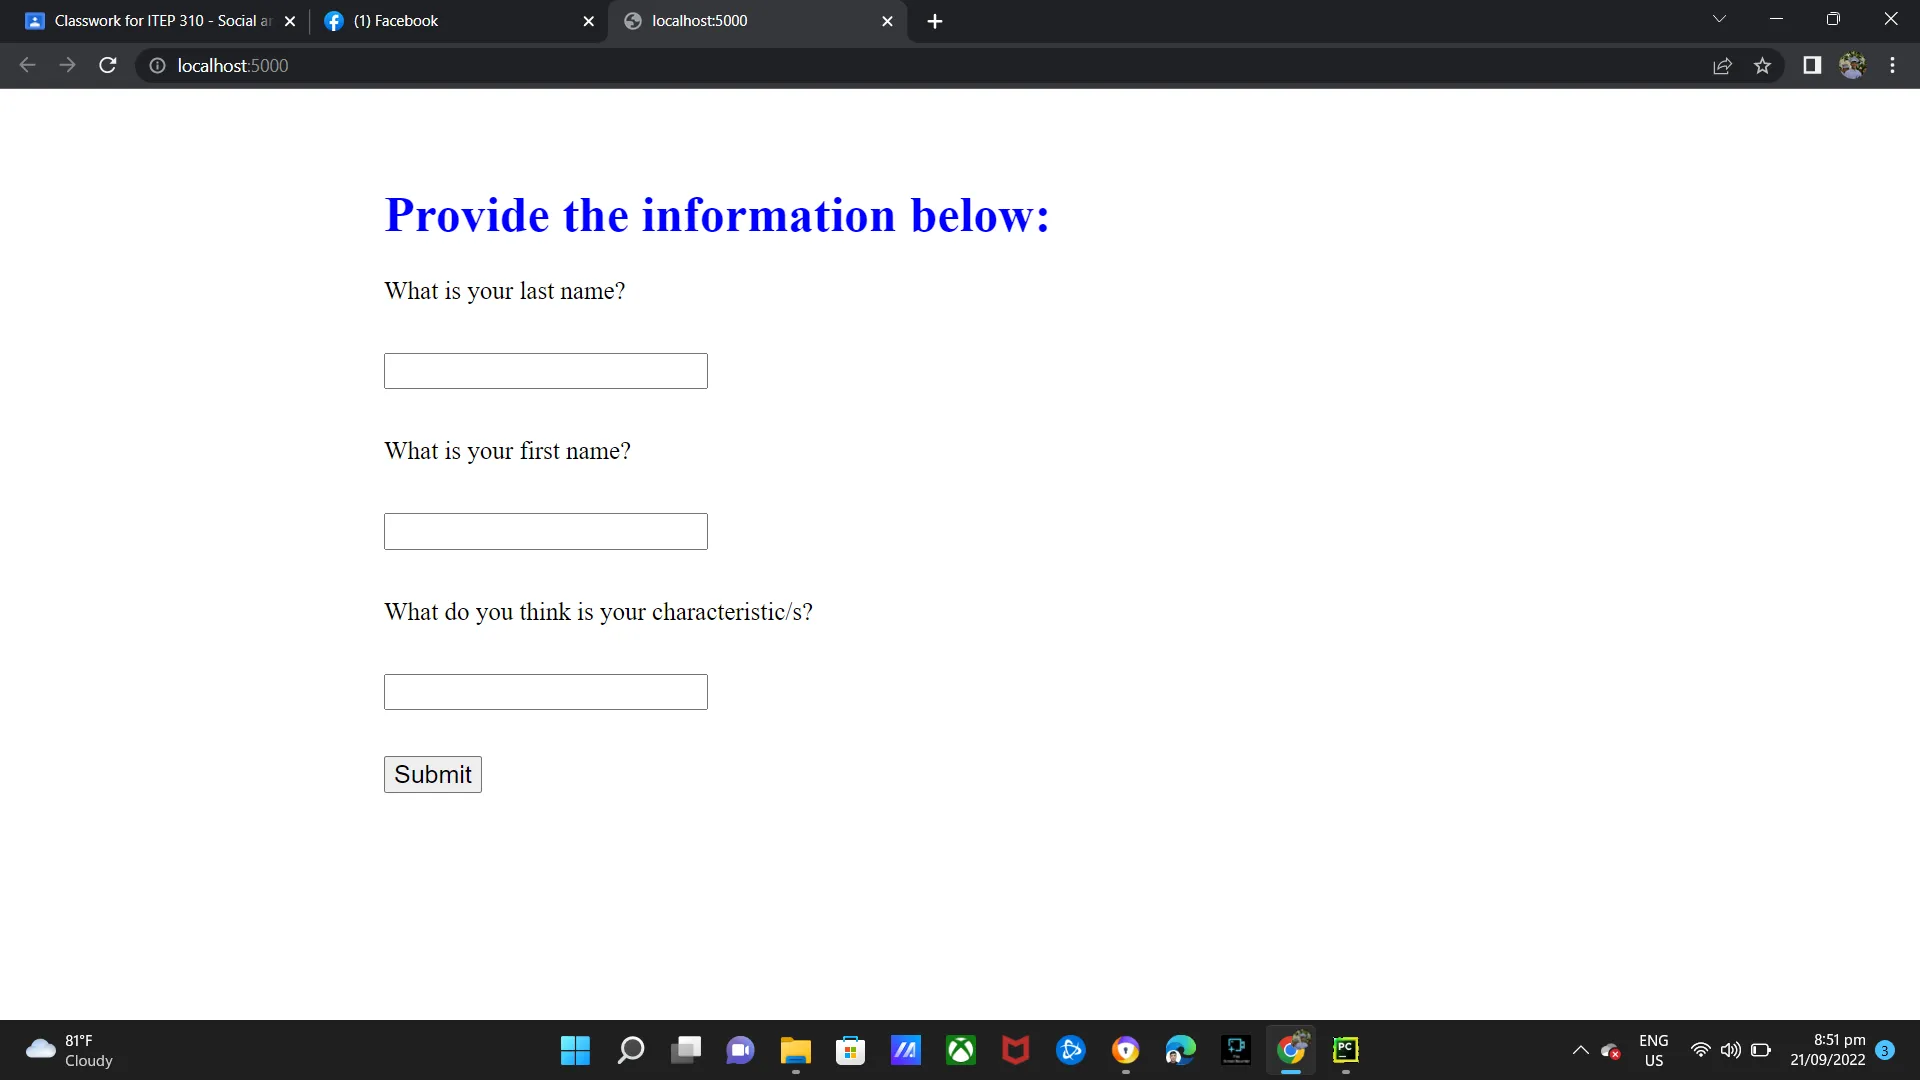 Classwork for ITEP 310 - Social ar
(1) Facebook
localhost:5000
localhost:5000
Provide the information below:
What is your last name?
What is your first name?
What do you think is your characteristic/s?
Submit
81°F
Cloudy
PC
ENG
US
8:51 pm
21/09/2022
3